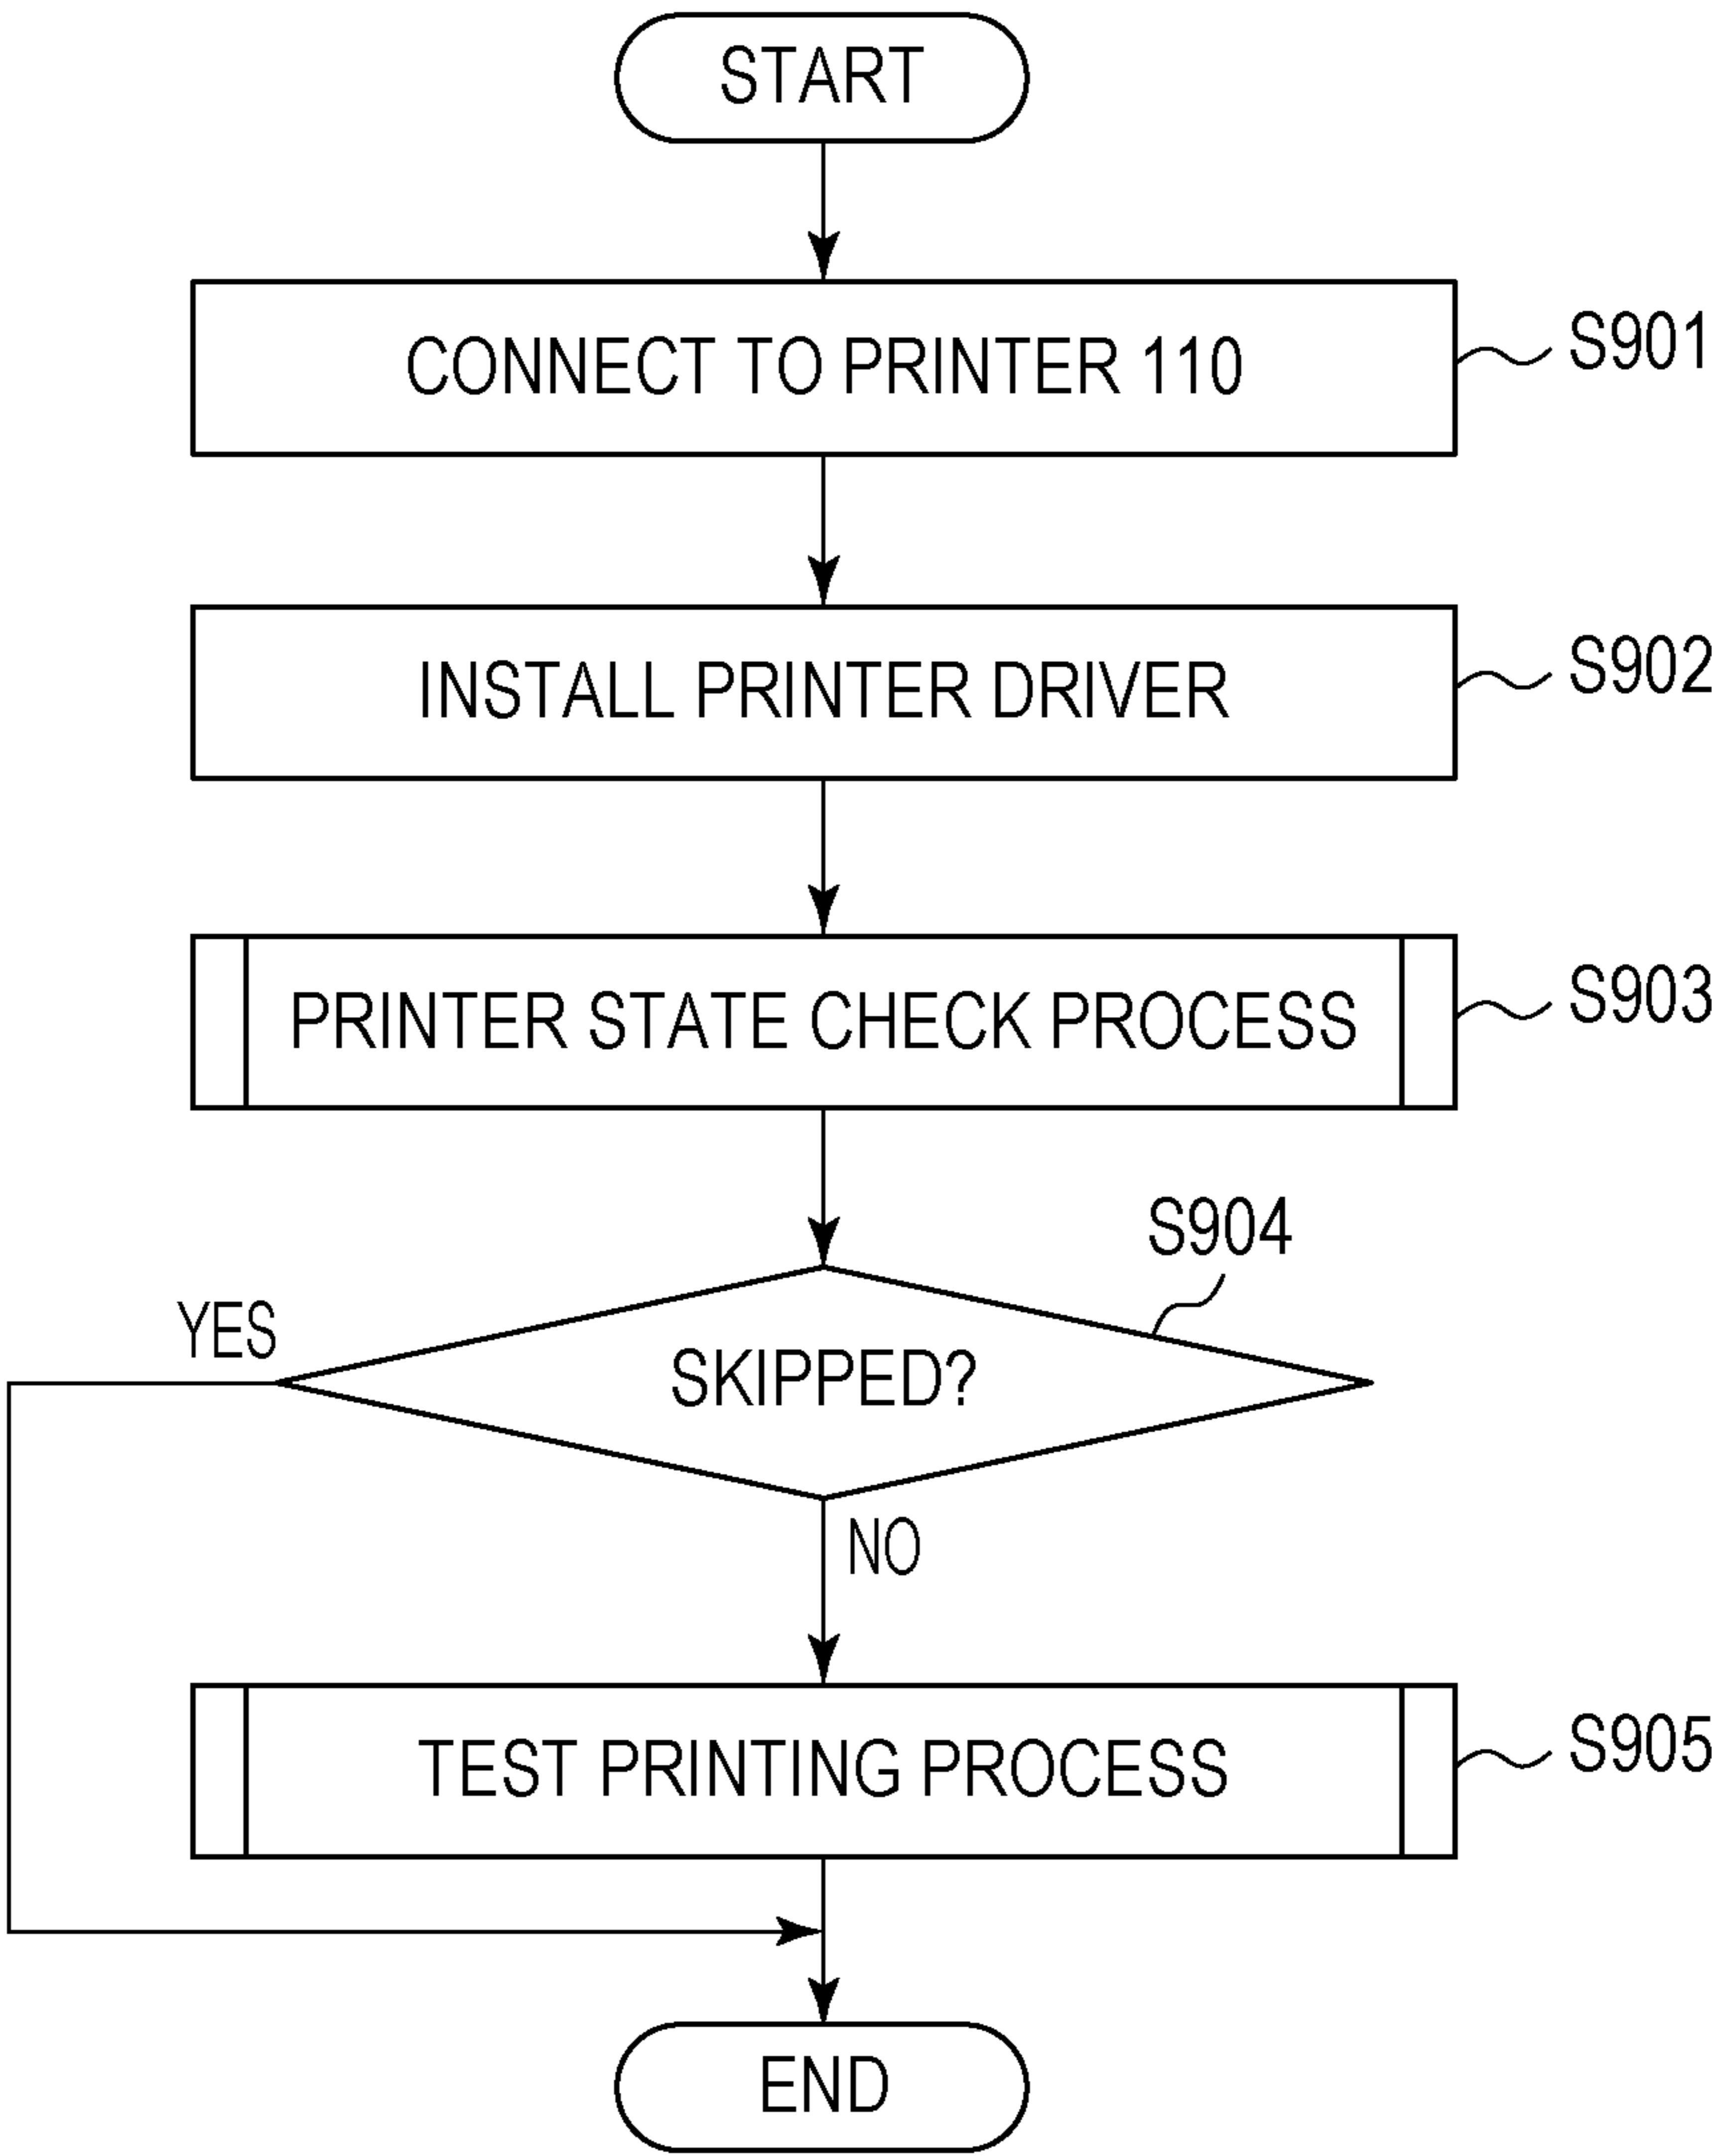 START
CONNECT TO PRINTER 110
S901
INSTALL PRINTER DRIVER
S902
PRINTER STATE CHECK PROCESS
S903
S904
YES
SKIPPED?
NO
TEST PRINTING PROCESS
S905
END